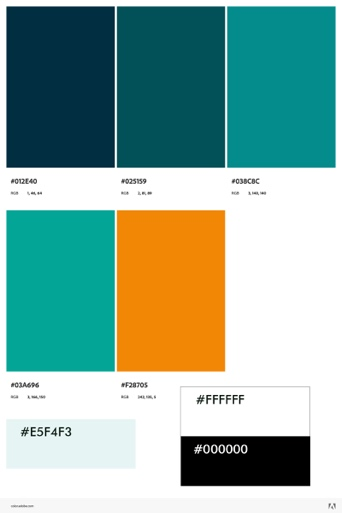 #012E40
#025159
#038C8C
RGB 1, 46, 64
RGB 2, 81, 89
RGB 3, 140, 140
#03A696
#F28705
RGB 3, 166, 150
RGB 242, 135, 5
#FFFFFF
#E5F4F3
#000000
color.adobe.com